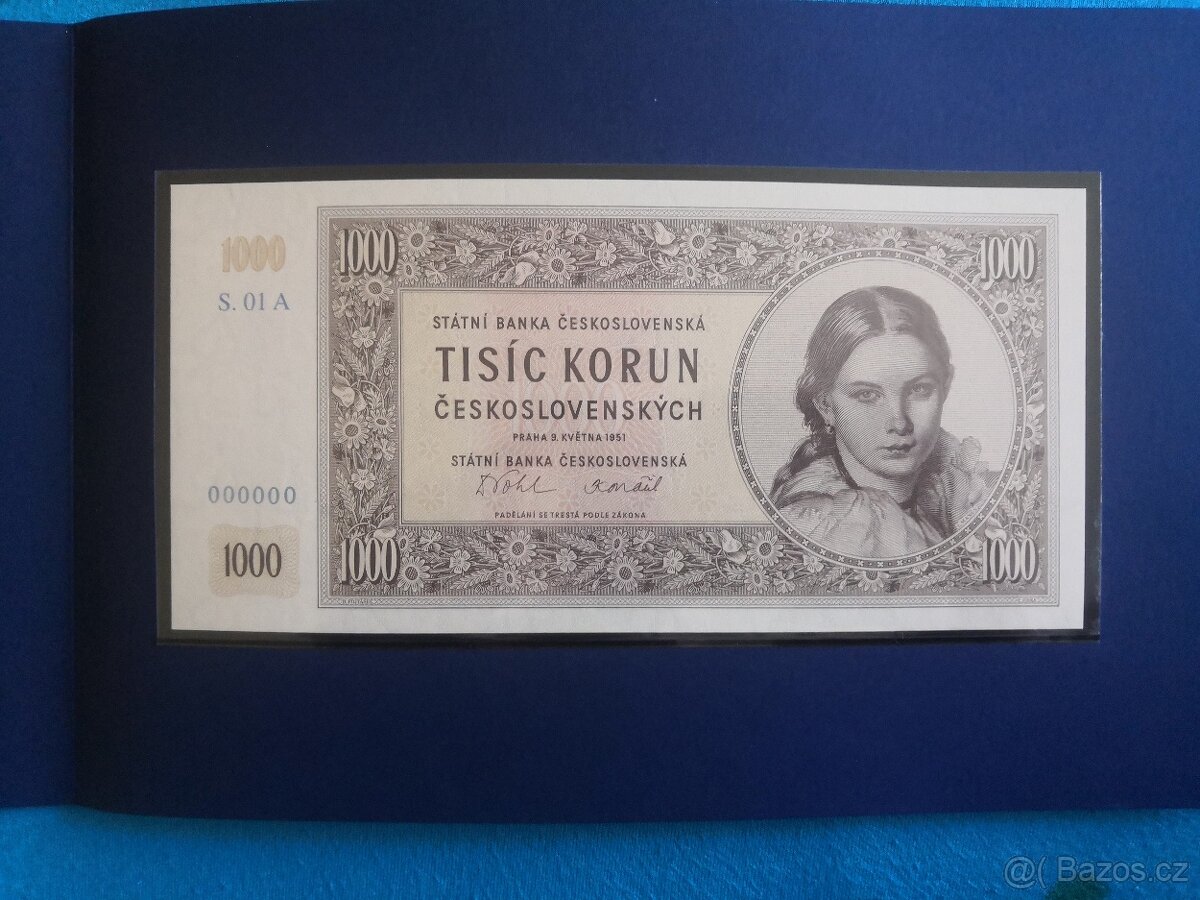 1000
1000
1000
S. 01 A
STÁTNÍ BANKA ČESKOSLOVENSKÁ
TISÍC KORUN
ČESKOSLOVENSKÝCH
PRAHA 9. KVĚTNA 1951
STÁTNÍ BANKA ČESKOSLOVENSKÁ
PADĚLÁNÍ SE TRESTÁ PODLE ZÁKONA
000000
1000
1000
1000
@( Bazos.cz